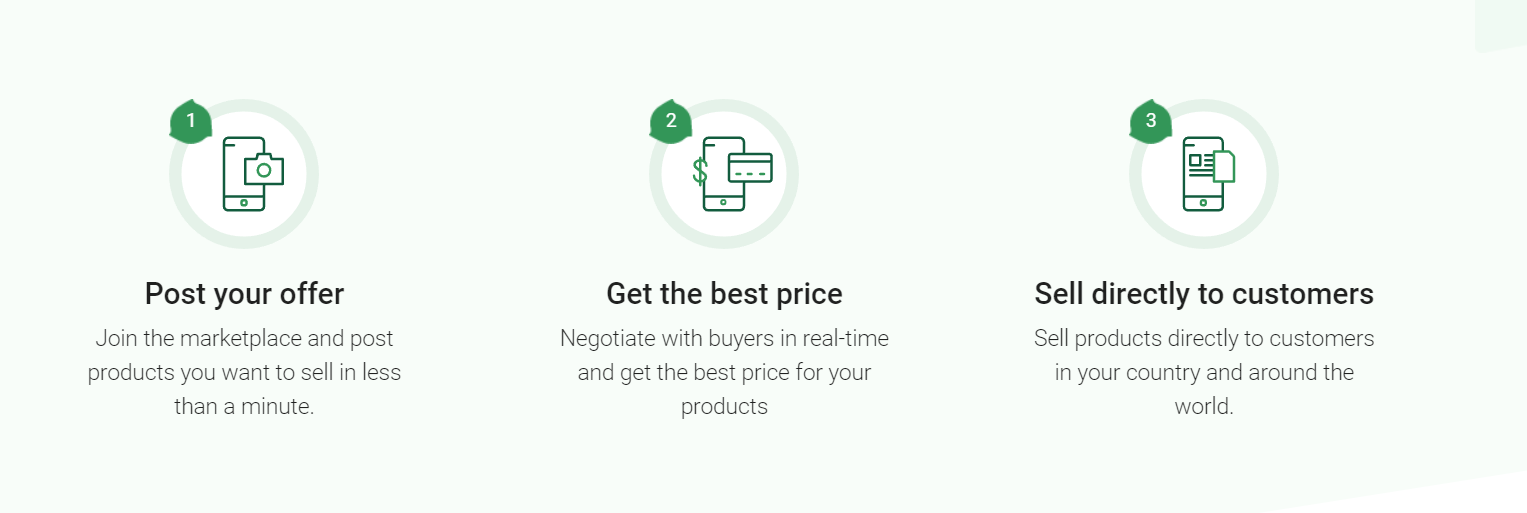 1
Post your offer
Join the marketplace and post
products you want to sell in less
than a minute.
2
Get the best price
Negotiate with buyers in real-time
and get the best price for your
products
3
Sell directly to customers
Sell products directly to customers
in your country and around the
world.